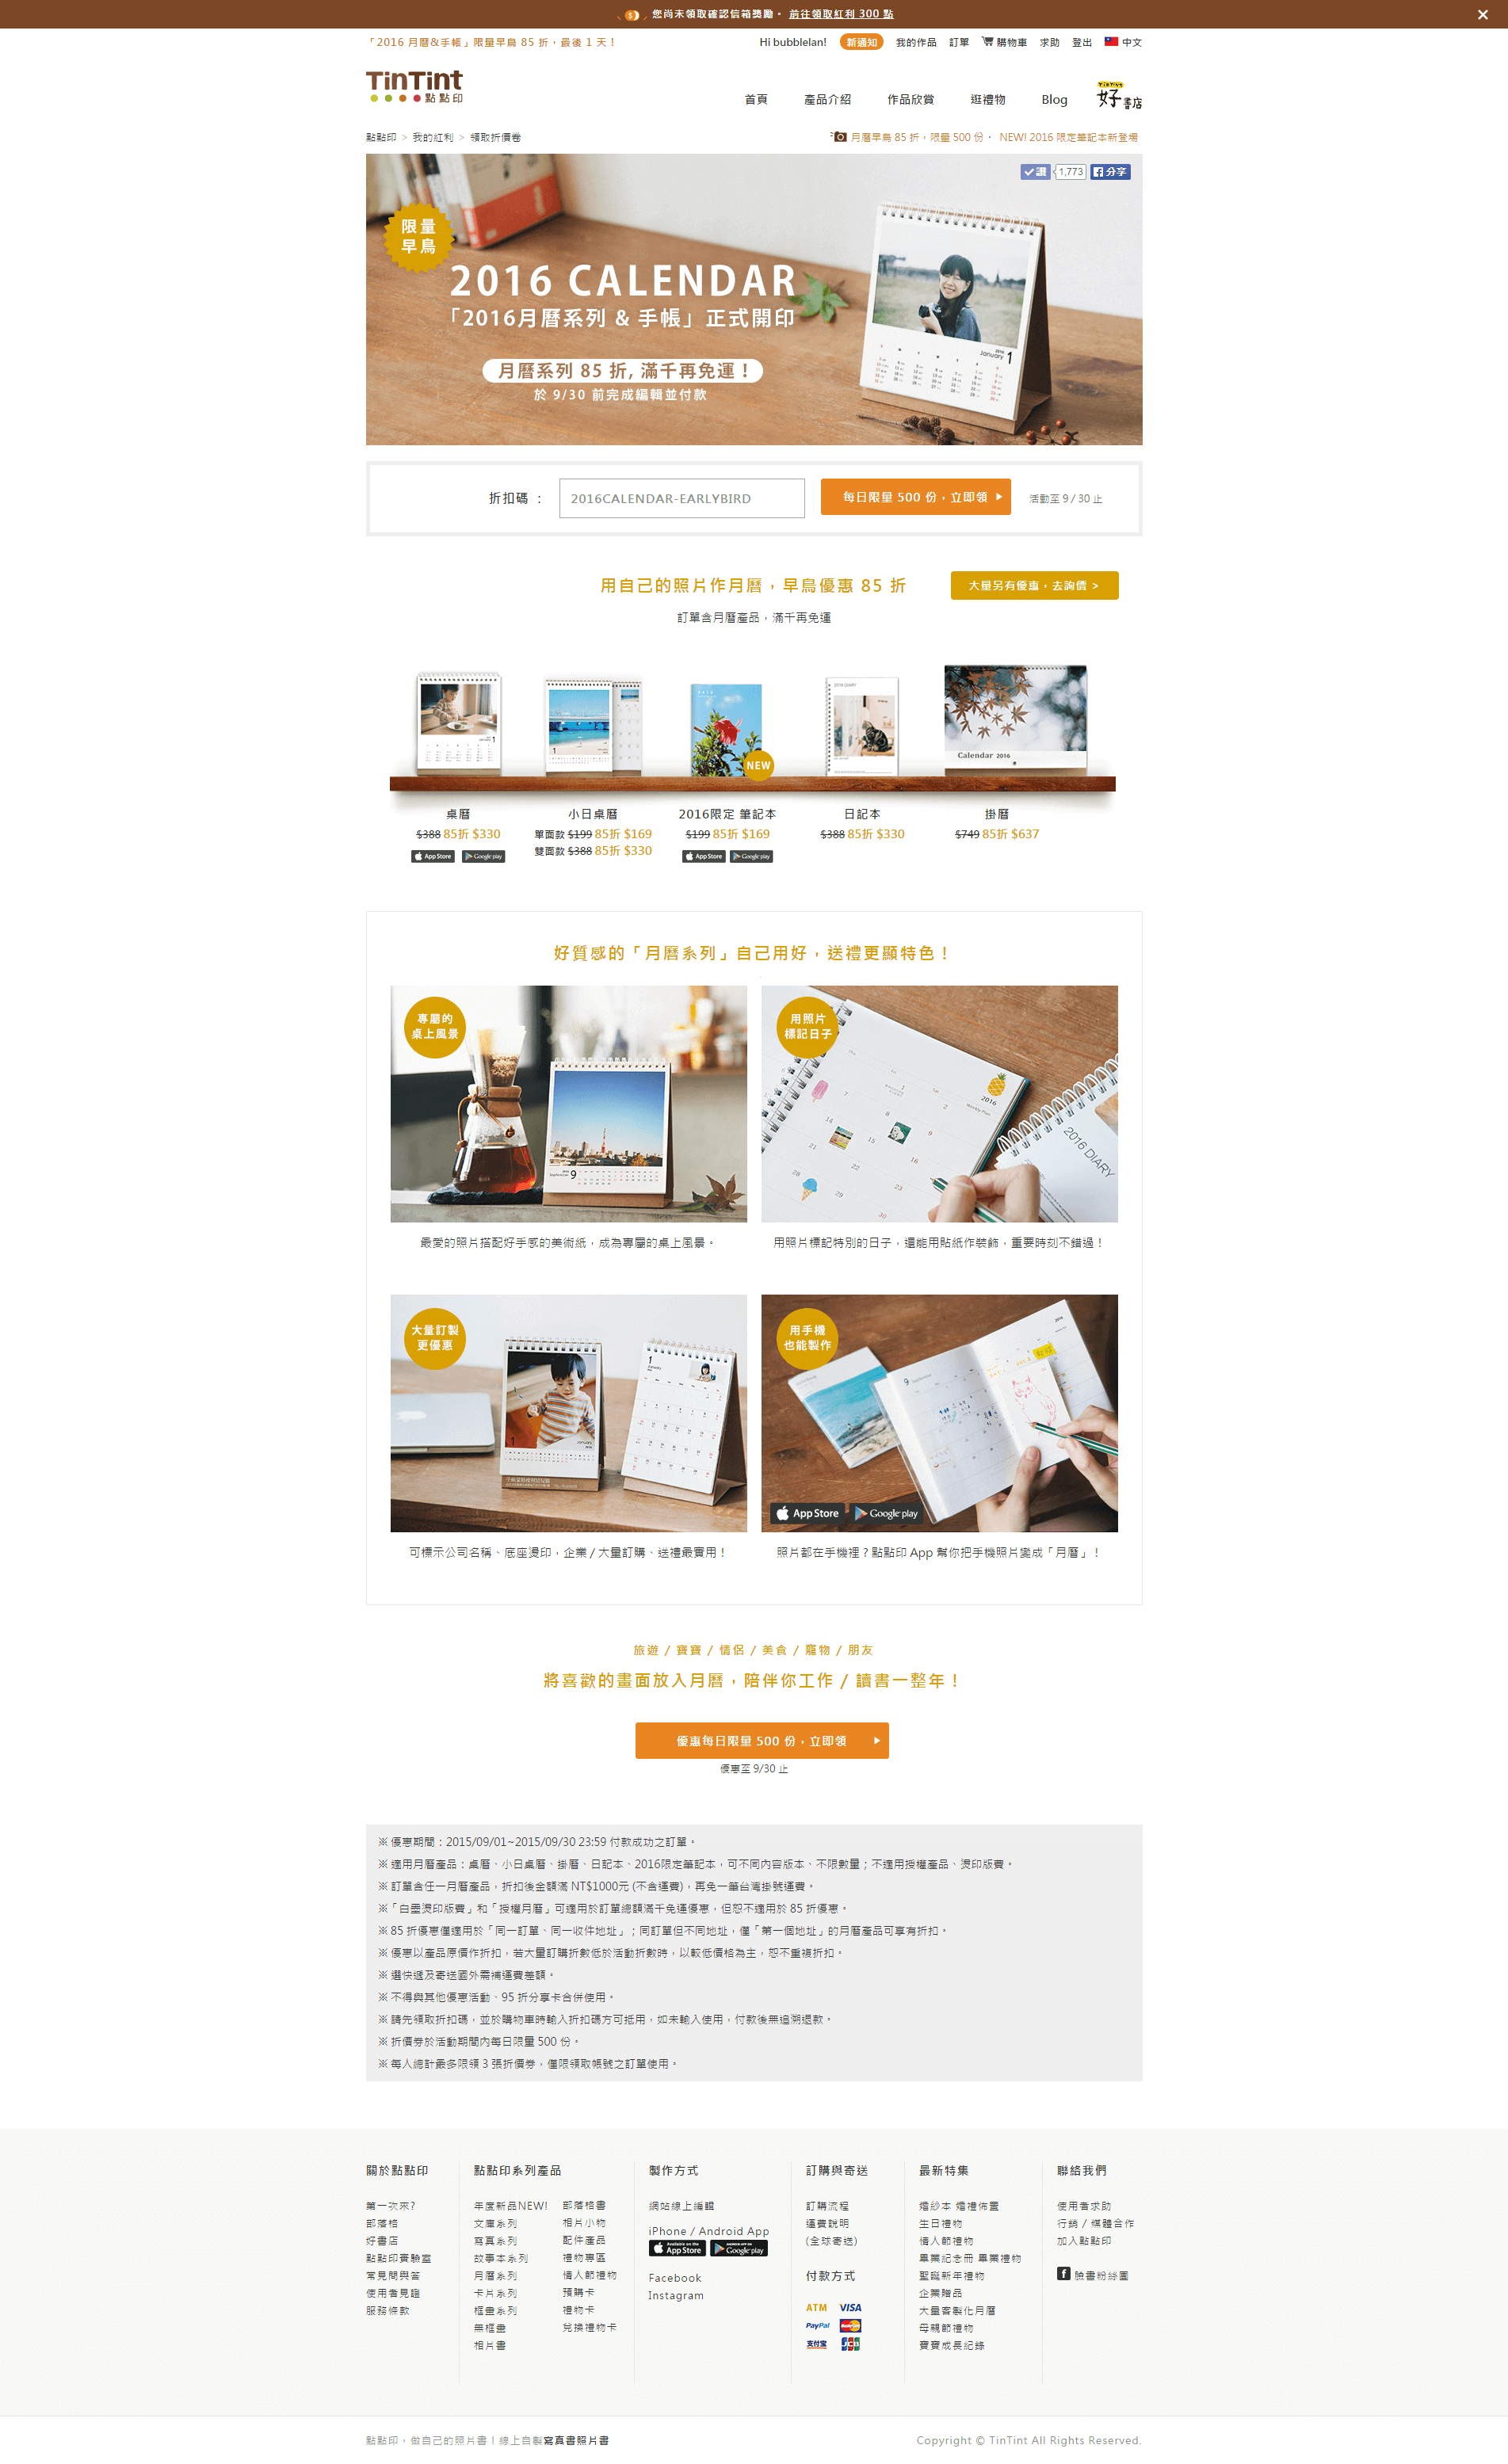 您尚未領取確認信箱獎勵。 前往領取紅利 300 點
「2016 月曆&手帳」限量早鳥 85 折，最後 1 天！
Hi bubblelan! 新通知 我的作品 訂單 購物車 求助 登出 中文
TinTint
點點印
首頁 產品介紹 作品欣賞 逛禮物 Blog
TinTint
好書店
點點印 > 我的紅利 > 領取折價卷
月曆早鳥 85 折，限量 500 份． NEW! 2016 限定筆記本新登場
讚 1,773 分享
限量
早鳥
2016 CALENDAR
「2016月曆系列 & 手帳」正式開印
月曆系列 85 折, 滿千再免運！
於 9/30 前完成編輯並付款
2016
January 1
折扣碼 ： 2016CALENDAR-EARLYBIRD 每日限量 500 份，立即領 活動至 9 / 30 止
用自己的照片作月曆，早鳥優惠 85 折
大量另有優惠，去詢價 >
訂單含月曆產品，滿千再免運
2016 DIARY
Calendar 2016
NEW
桌曆 小日桌曆 2016限定 筆記本 日記本 掛曆
$388 85折 $330 單面款 $199 85折 $169 $199 85折 $169 $388 85折 $330 $749 85折 $637
雙面款 $388 85折 $330
App Store Google play App Store Google play
好質感的「月曆系列」自己用好，送禮更顯特色！
專屬的
桌上風景
用照片
標記日子
2016
Weekly Plan
2016 DIARY
9
最愛的照片搭配好手感的美術紙，成為專屬的桌上風景。
用照片標記特別的日子，還能用貼紙作裝飾，重要時刻不錯過！
大量訂製
更優惠
用手機
也能製作
App Store Google play
可標示公司名稱、底座燙印，企業 / 大量訂購、送禮最實用！
照片都在手機裡？點點印 App 幫你把手機照片變成「月曆」！
旅遊 / 寶寶 / 情侶 / 美食 / 寵物 / 朋友
將喜歡的畫面放入月曆，陪伴你工作 / 讀書一整年！
優惠每日限量 500 份，立即領
優惠至 9/30 止
※ 優惠期間：2015/09/01~2015/09/30 23:59 付款成功之訂單。
※ 適用月曆產品：桌曆、小日桌曆、掛曆、日記本、2016限定筆記本，可不同內容版本、不限數量；不適用授權產品、燙印版費。
※ 訂單含任一月曆產品，折扣後金額滿 NT$1000元 (不含運費)，再免一筆台灣掛號運費。
※「白墨燙印版費」和「授權月曆」可適用於訂單總額滿千免運優惠，但恕不適用於 85 折優惠。
※ 85 折優惠僅適用於「同一訂單、同一收件地址」；同訂單但不同地址，僅「第一個地址」的月曆產品可享有折扣。
※ 優惠以產品原價作折扣，若大量訂購折數低於活動折數時，以較低價格為主，恕不重複折扣。
※ 選快遞及寄送國外需補運費差額。
※ 不得與其他優惠活動、95 折分享卡合併使用。
※ 請先領取折扣碼，並於購物車時輸入折扣碼方可抵用，如未輸入使用，付款後無追溯退款。
※ 折價券於活動期間內每日限量 500 份。
※ 每人總計最多限領 3 張折價券，僅限領取帳號之訂單使用。
關於點點印
第一次來?
部落格
好書店
點點印實驗室
常見問與答
使用者見證
服務條款
點點印系列產品
年度新品NEW!
文庫系列
寫真系列
故事本系列
月曆系列
卡片系列
框畫系列
無框畫
相片書
部落格書
相片小物
配件產品
禮物專區
情人節禮物
預購卡
禮物卡
兌換禮物卡
製作方式
網站線上編輯
iPhone / Android App
Available on the App Store ANDROID APP ON Google play
Facebook
Instagram
訂購與寄送
訂購流程
運費說明
(全球寄送)
付款方式
ATM VISA
PayPal MasterCard
支付宝 JCB
最新特集
婚紗本 婚禮佈置
生日禮物
情人節禮物
畢業紀念冊 畢業禮物
聖誕新年禮物
企業贈品
大量客製化月曆
母親節禮物
寶寶成長紀錄
聯絡我們
使用者求助
行銷 / 媒體合作
加入點點印
臉書粉絲團
點點印，做自己的照片書！線上自製寫真書照片書
Copyright © TinTint All Rights Reserved.